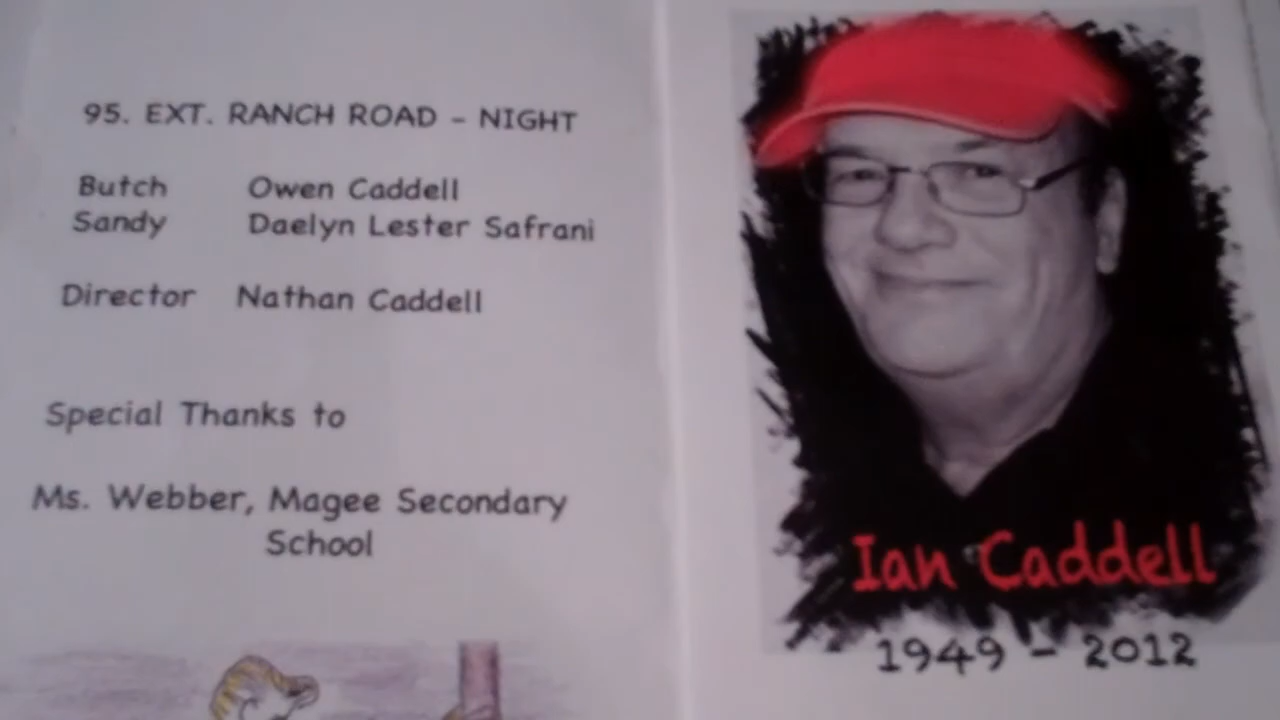 95. EXT. RANCH ROAD - NIGHT
Butch Owen Caddell
Sandy Daelyn Lester Safrani
Director Nathan Caddell
Special Thanks to
Ms. Webber, Magee Secondary
School
Ian Caddell
1949 - 2012